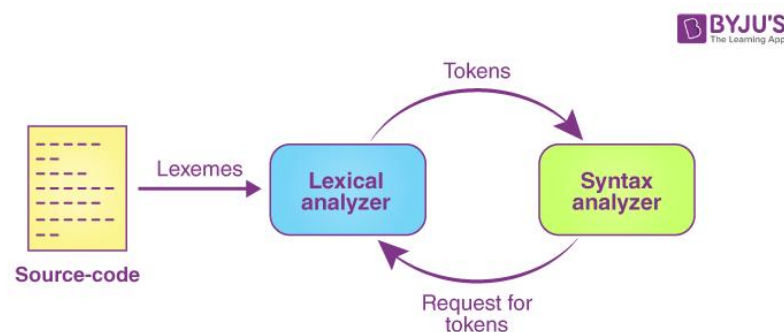 BYJU'S
The Learning App
Tokens
Lexemes
Lexical
analyzer
Syntax
analyzer
Source-code
Request for
tokens